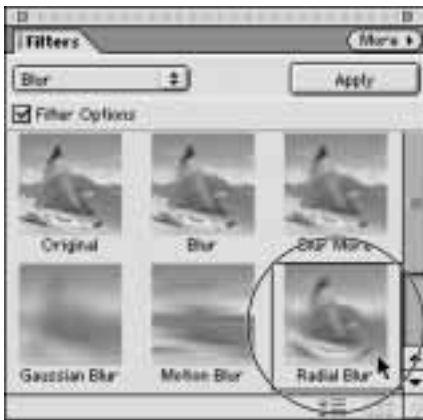 Filters More
Blur Apply
Filter Options
Original Blur Blur More
Gaussian Blur Motion Blur Radial Blur